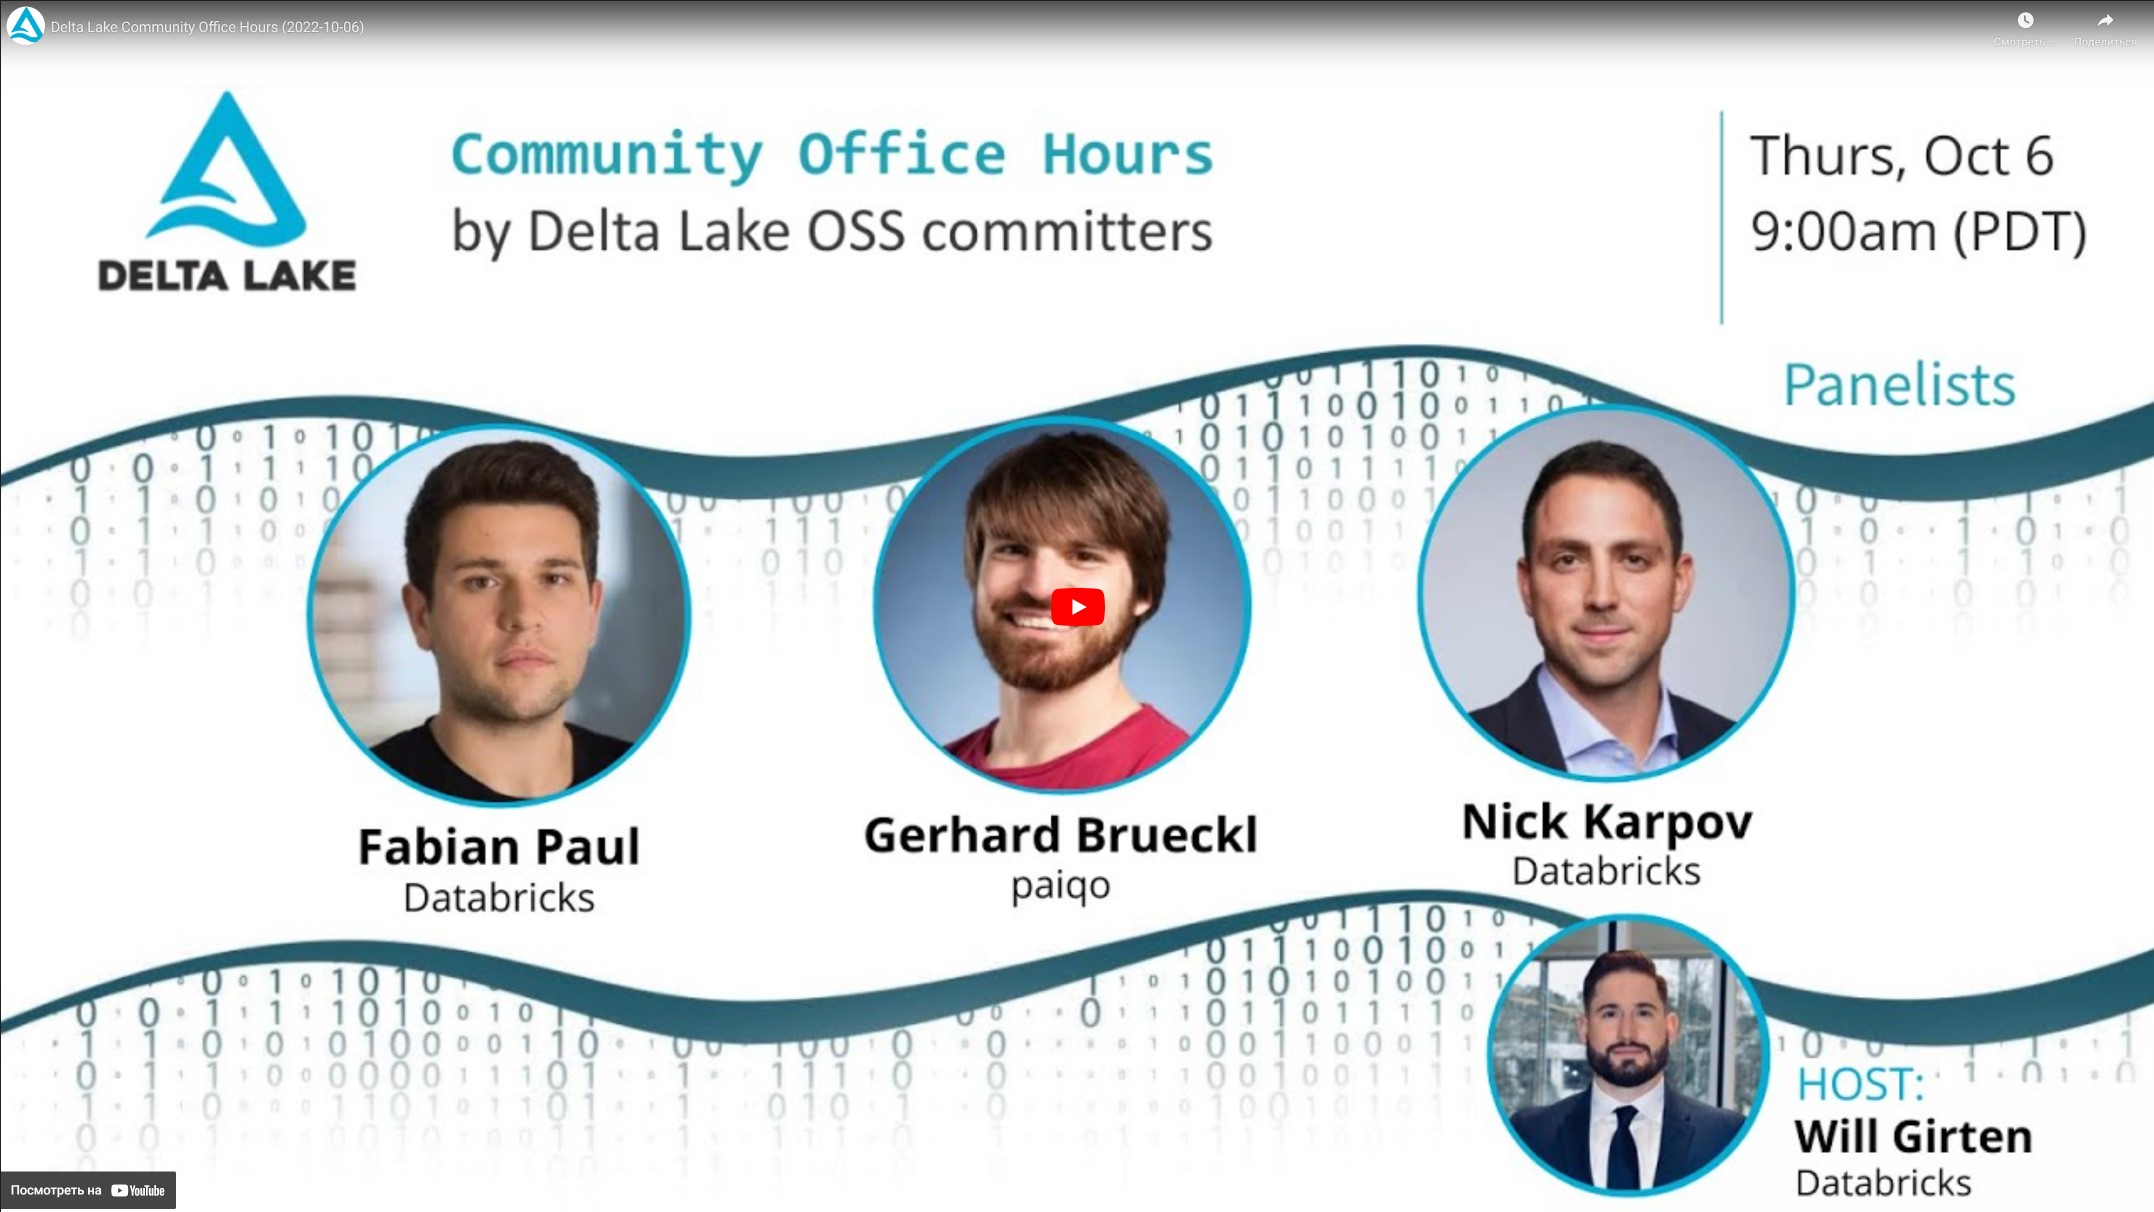 Delta Lake Community Office Hours (2022-10-06)
Смотреть ...
Поделиться
DELTA LAKE
Community Office Hours
by Delta Lake OSS committers
Thurs, Oct 6
9:00am (PDT)
Panelists
Fabian Paul
Databricks
Gerhard Brueckl
paiqo
Nick Karpov
Databricks
HOST:
Will Girten
Databricks
Посмотреть на YouTube